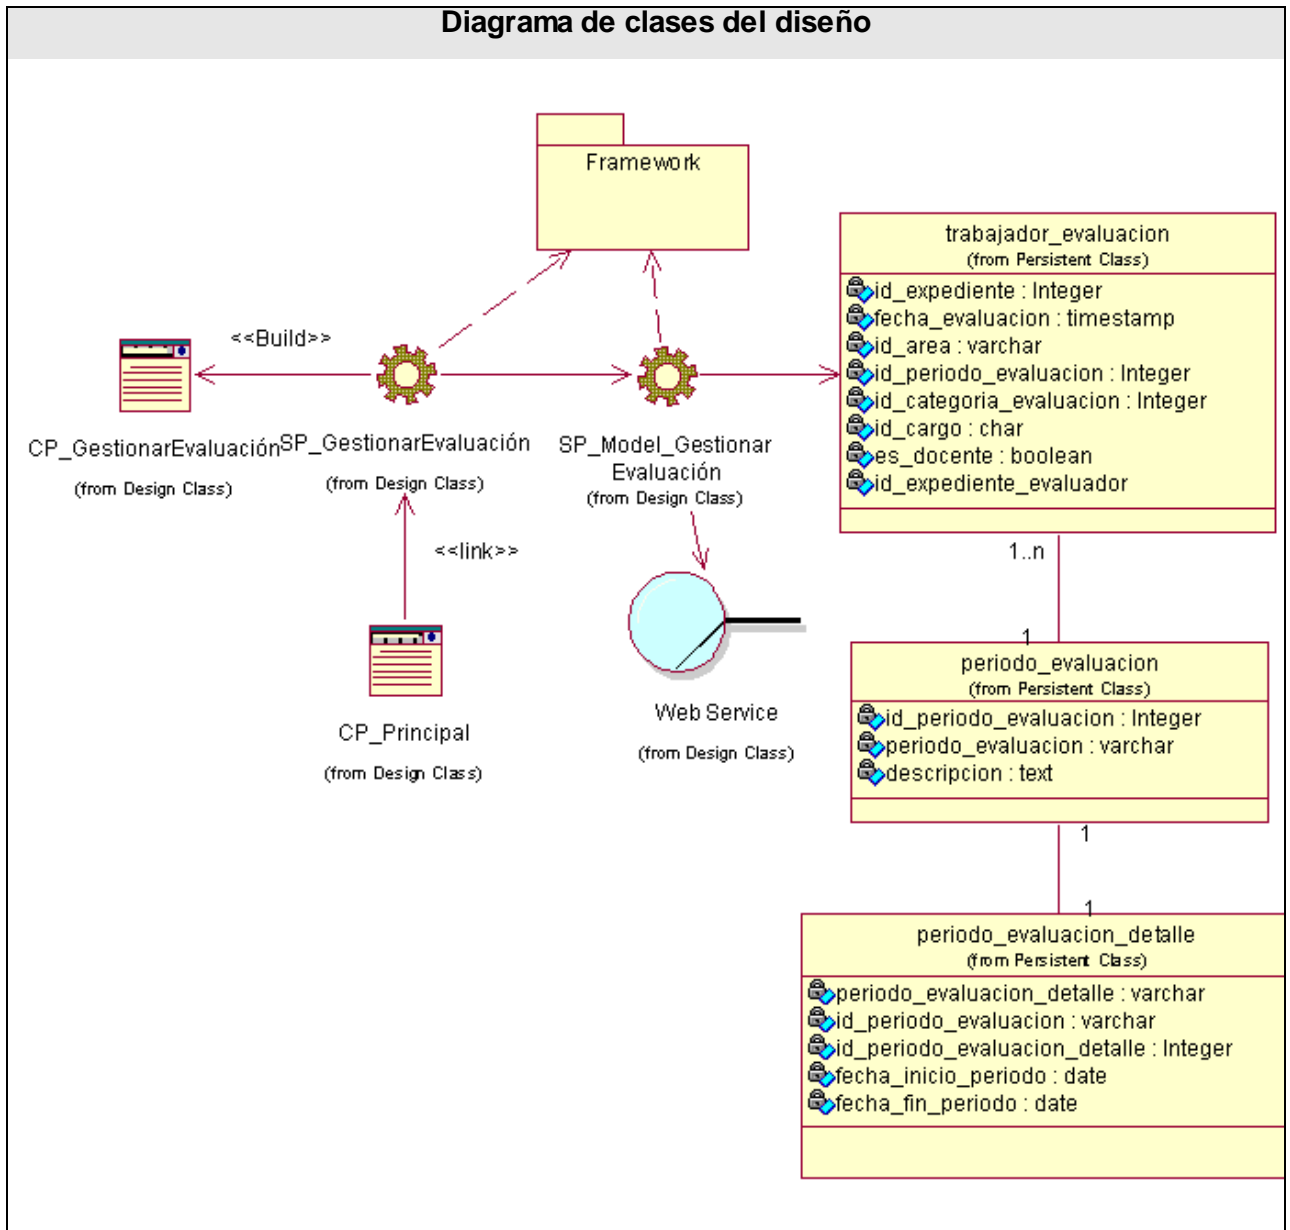 Diagrama de clases del diseño
Framework
trabajador_evaluacion
(from Persistent Class)
id_expediente : Integer
fecha_evaluacion : timestamp
id_area : varchar
id_periodo_evaluacion : Integer
id_categoria_evaluacion : Integer
id_cargo : char
es_docente : boolean
id_expediente_evaluador
<<Build>>
CP_GestionarEvaluación
(from Design Class)
SP_GestionarEvaluación
(from Design Class)
SP_Model_Gestionar
Evaluación
(from Design Class)
<<link>>
CP_Principal
(from Design Class)
Web Service
(from Design Class)
1..n
1
periodo_evaluacion
(from Persistent Class)
id_periodo_evaluacion : Integer
periodo_evaluacion : varchar
descripcion : text
1
1
periodo_evaluacion_detalle
(from Persistent Class)
periodo_evaluacion_detalle : varchar
id_periodo_evaluacion : varchar
id_periodo_evaluacion_detalle : Integer
fecha_inicio_periodo : date
fecha_fin_periodo : date